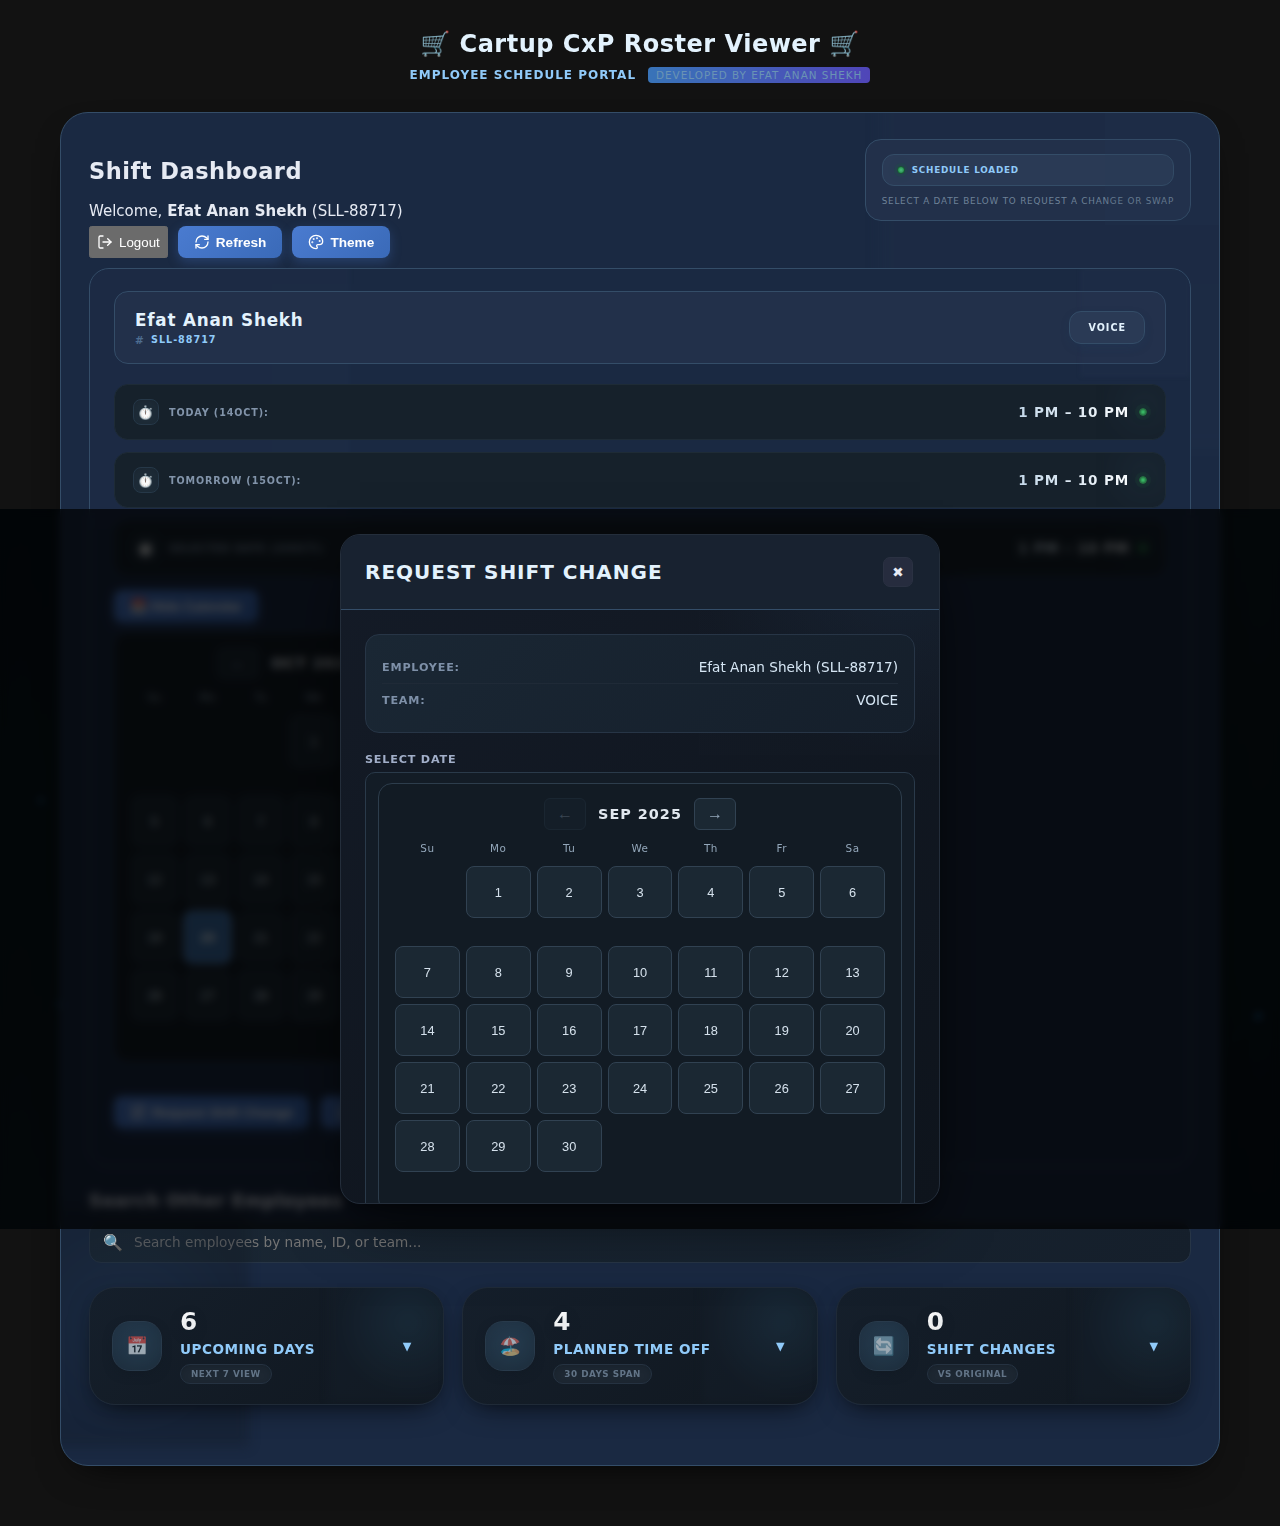 🛒 Cartup CxP Roster Viewer 🛒
EMPLOYEE SCHEDULE PORTAL DEVELOPED BY EFAT ANAN SHEKH
Shift Dashboard
SCHEDULE LOADED
SELECT A DATE BELOW TO REQUEST A CHANGE OR SWAP
Welcome, Efat Anan Shekh (SLL-88717)
Logout Refresh Theme
Efat Anan Shekh
# SLL-88717
VOICE
TODAY (14OCT): 1 PM – 10 PM
TOMORROW (15OCT): 1 PM – 10 PM
REQUEST SHIFT CHANGE ✖
EMPLOYEE: Efat Anan Shekh (SLL-88717)
TEAM: VOICE
SELECT DATE
← SEP 2025 →
Su Mo Tu We Th Fr Sa
1 2 3 4 5 6
7 8 9 10 11 12 13
14 15 16 17 18 19 20
21 22 23 24 25 26 27
28 29 30
Request Shift Change
Search Other Employees
🔍 Search employees by name, ID, or team...
6
UPCOMING DAYS ▼
NEXT 7 VIEW
4
PLANNED TIME OFF ▼
30 DAYS SPAN
0
SHIFT CHANGES ▼
VS ORIGINAL